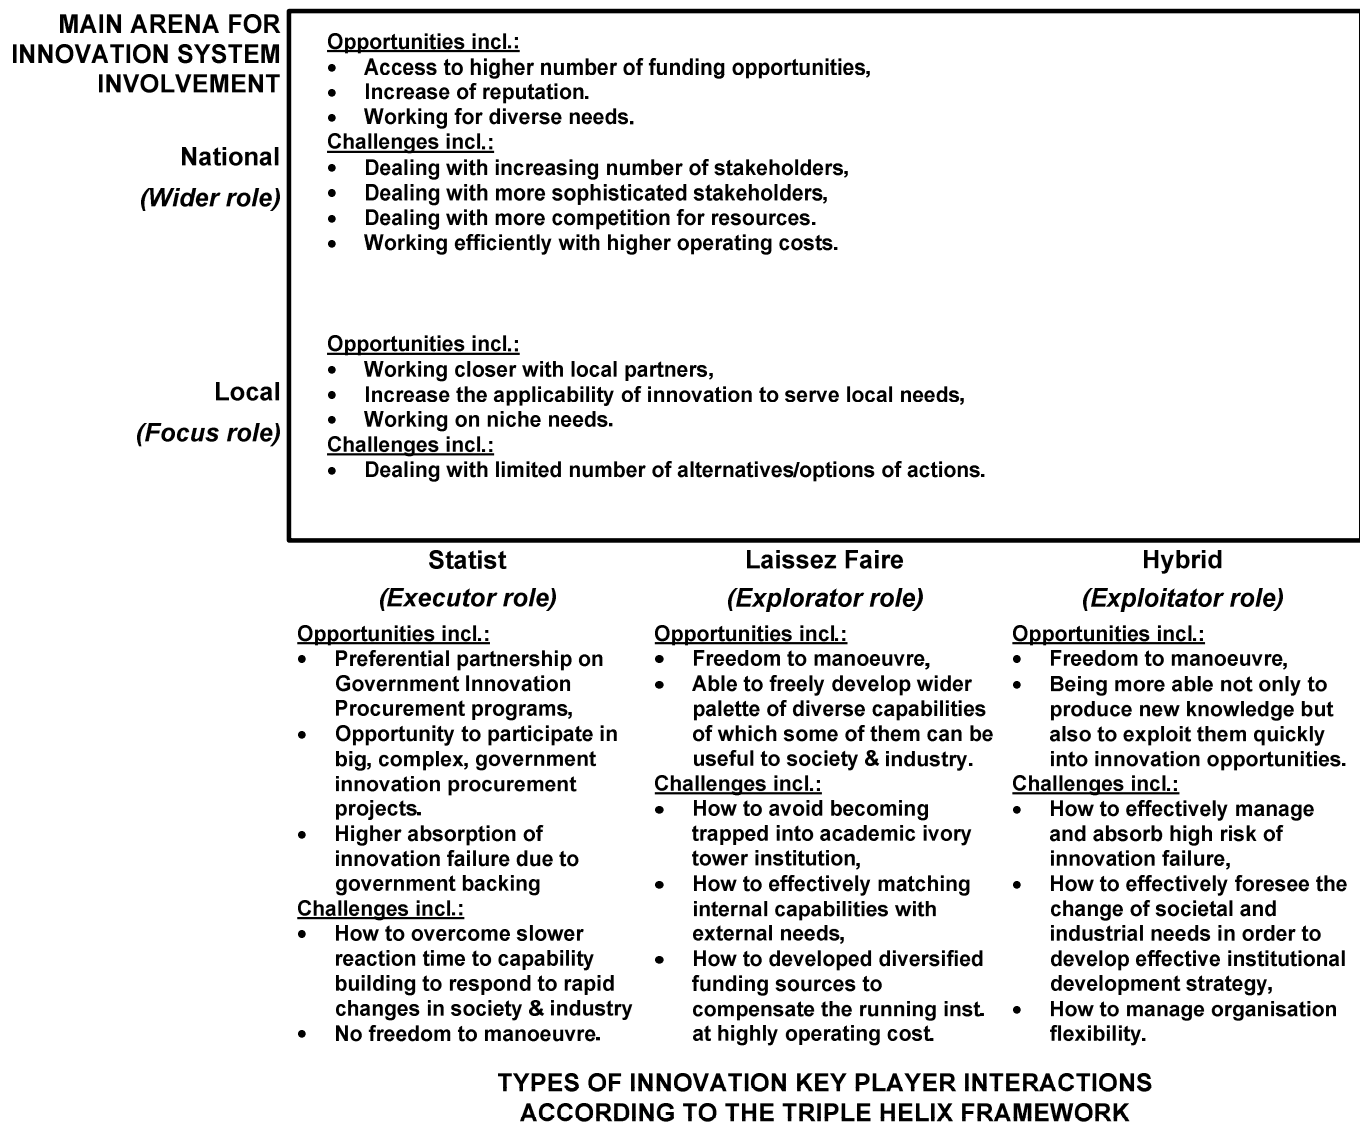 MAIN ARENA FOR
INNOVATION SYSTEM
INVOLVEMENT
National
(Wider role)
Opportunities incl.:
• Access to higher number of funding opportunities,
• Increase of reputation.
• Working for diverse needs.
Challenges incl.:
• Dealing with increasing number of stakeholders,
• Dealing with more sophisticated stakeholders,
• Dealing with more competition for resources.
• Working efficiently with higher operating costs.
Local
(Focus role)
Opportunities incl.:
• Working closer with local partners,
• Increase the applicability of innovation to serve local needs,
• Working on niche needs.
Challenges incl.:
• Dealing with limited number of alternatives/options of actions.
Statist
(Executor role)
Opportunities incl.:
• Preferential partnership on
Government Innovation
Procurement programs,
• Opportunity to participate in
big, complex, government
innovation procurement
projects.
• Higher absorption of
innovation failure due to
government backing
Challenges incl.:
• How to overcome slower
reaction time to capability
building to respond to rapid
changes in society & industry
• No freedom to manoeuvre.
Laissez Faire
(Explorator role)
Opportunities incl.:
• Freedom to manoeuvre,
• Able to freely develop wider
palette of diverse capabilities
of which some of them can be
useful to society & industry.
Challenges incl.:
• How to avoid becoming
trapped into academic ivory
tower institution,
• How to effectively matching
internal capabilities with
external needs,
• How to developed diversified
funding sources to
compensate the running inst.
at highly operating cost.
Hybrid
(Exploitator role)
Opportunities incl.:
• Freedom to manoeuvre,
• Being more able not only to
produce new knowledge but
also to exploit them quickly
into innovation opportunities.
Challenges incl.:
• How to effectively manage
and absorb high risk of
innovation failure,
• How to effectively foresee the
change of societal and
industrial needs in order to
develop effective institutional
development strategy,
• How to manage organisation
flexibility.
TYPES OF INNOVATION KEY PLAYER INTERACTIONS
ACCORDING TO THE TRIPLE HELIX FRAMEWORK